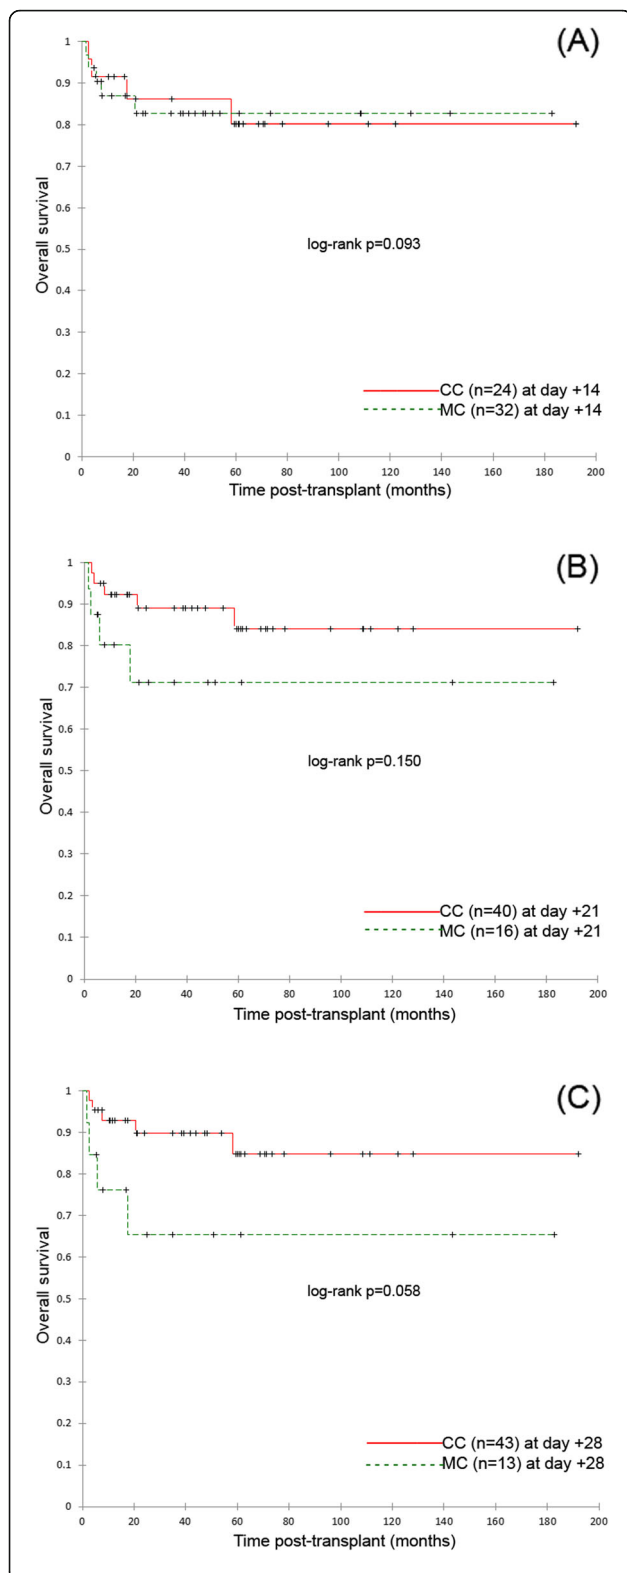 (A)
1
0.9
0.8
0.7
0.6
0.5
0.4
0.3
0.2
0.1
0
Overall survival
log-rank p=0.093
CC (n=24) at day +14
MC (n=32) at day +14
0 20 40 60 80 100 120 140 160 180 200
Time post-transplant (months)
(B)
1
0.9
0.8
0.7
0.6
0.5
0.4
0.3
0.2
0.1
0
Overall survival
log-rank p=0.150
CC (n=40) at day +21
MC (n=16) at day +21
0 20 40 60 80 100 120 140 160 180 200
Time post-transplant (months)
(C)
1
0.9
0.8
0.7
0.6
0.5
0.4
0.3
0.2
0.1
0
Overall survival
log-rank p=0.058
CC (n=43) at day +28
MC (n=13) at day +28
0 20 40 60 80 100 120 140 160 180 200
Time post-transplant (months)